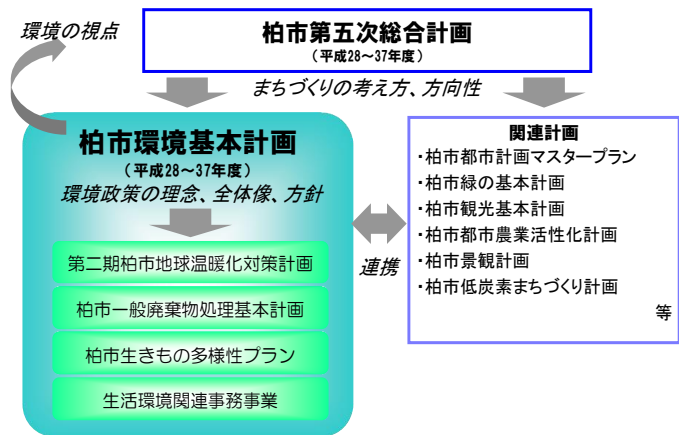 環境の視点
柏市第五次総合計画
（平成28～37年度）
まちづくりの考え方、方向性
柏市環境基本計画
（平成28～37年度）
環境政策の理念、全体像、方針
第二期柏市地球温暖化対策計画
柏市一般廃棄物処理基本計画
柏市生きもの多様性プラン
生活環境関連事務事業
連携
関連計画
・柏市都市計画マスタープラン
・柏市緑の基本計画
・柏市観光基本計画
・柏市都市農業活性化計画
・柏市景観計画
・柏市低炭素まちづくり計画
等